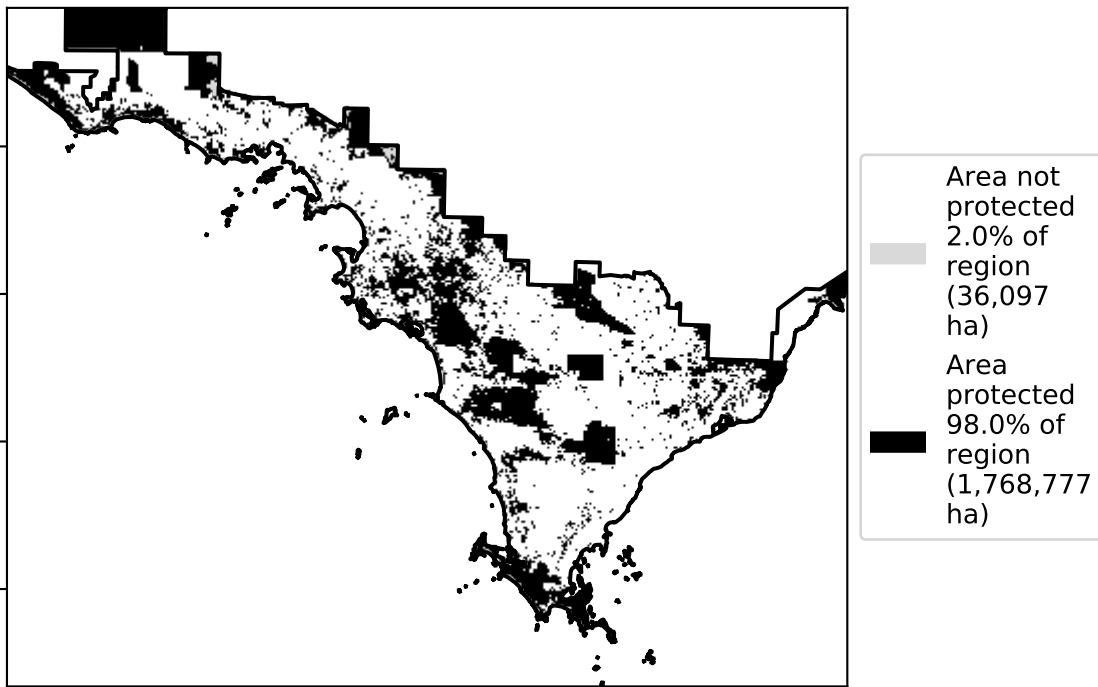 Area not
protected
2.0% of
region
(36,097
ha)
Area
protected
98.0% of
region
(1,768,777
ha)